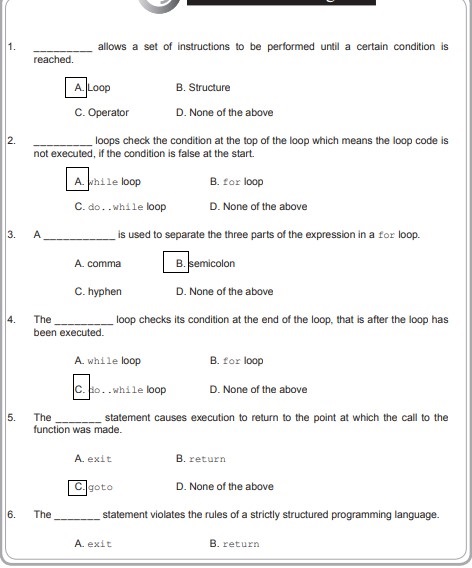 1. _________ allows a set of instructions to be performed until a certain condition is
reached.
A. Loop B. Structure
C. Operator D. None of the above
2. _________ loops check the condition at the top of the loop which means the loop code is
not executed, if the condition is false at the start.
A. while loop B. for loop
C. do..while loop D. None of the above
3. A ___________ is used to separate the three parts of the expression in a for loop.
A. comma B. semicolon
C. hyphen D. None of the above
4. The _________ loop checks its condition at the end of the loop, that is after the loop has
been executed.
A. while loop B. for loop
C. do..while loop D. None of the above
5. The _______ statement causes execution to return to the point at which the call to the
function was made.
A. exit B. return
C. goto D. None of the above
6. The _______ statement violates the rules of a strictly structured programming language.
A. exit B. return